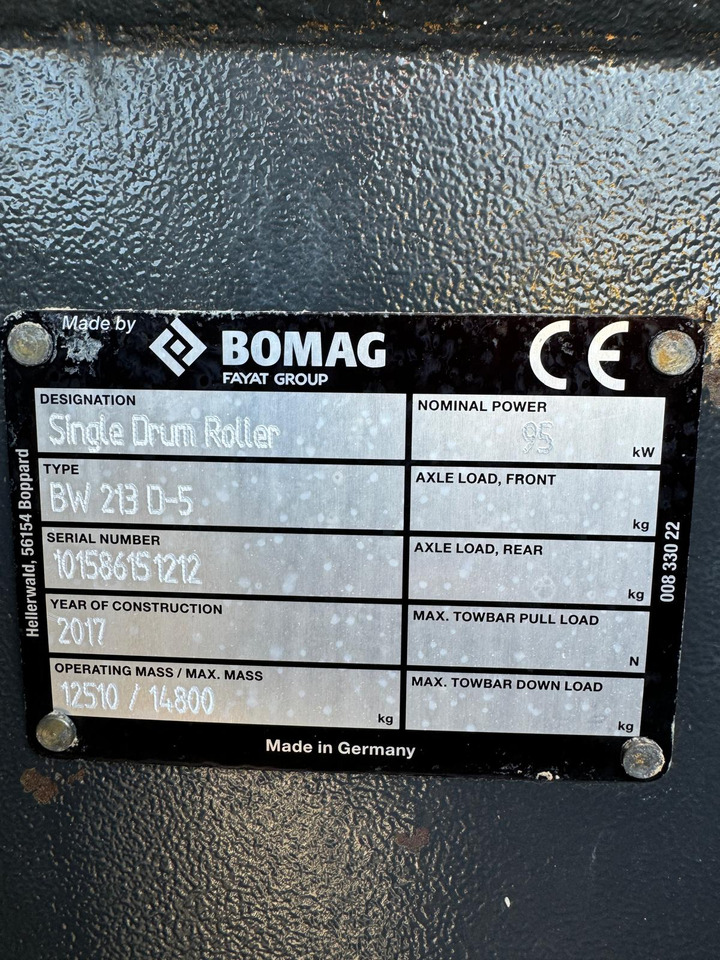 Made by
BOMAG
FAYAT GROUP
CE
DESIGNATION
Single Drum Roller
NOMINAL POWER
95
kW
TYPE
BW 213 D-5
AXLE LOAD, FRONT
kg
SERIAL NUMBER
101586151212
AXLE LOAD, REAR
kg
YEAR OF CONSTRUCTION
2017
MAX. TOWBAR PULL LOAD
N
OPERATING MASS / MAX. MASS
12510 / 14800
kg
MAX. TOWBAR DOWN LOAD
kg
Made in Germany
Hellerwald, 56154 Boppard
008 330 22